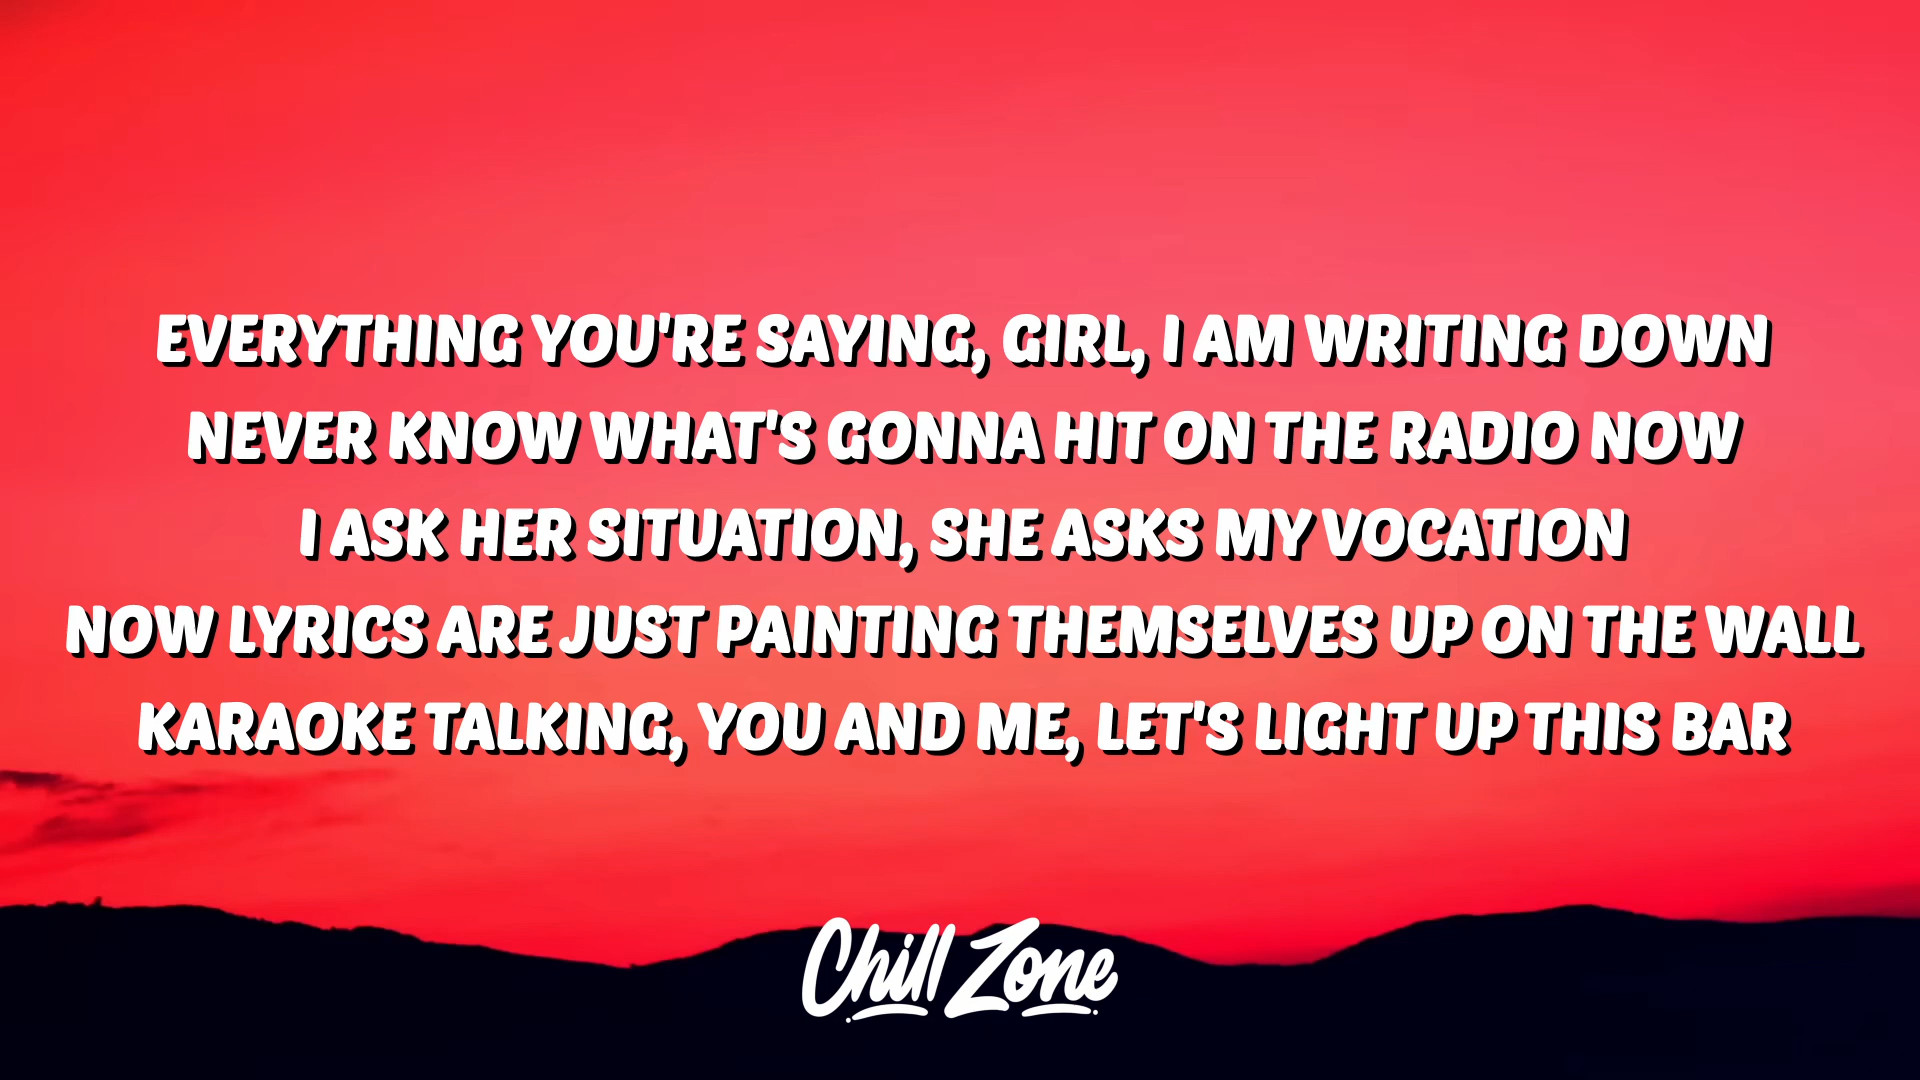 EVERYTHING YOU'RE SAYING, GIRL, I AM WRITING DOWN
NEVER KNOW WHAT'S GONNA HIT ON THE RADIO NOW
I ASK HER SITUATION, SHE ASKS MY VOCATION
NOW LYRICS ARE JUST PAINTING THEMSELVES UP ON THE WALL
KARAOKE TALKING, YOU AND ME, LET'S LIGHT UP THIS BAR
Chill Zone